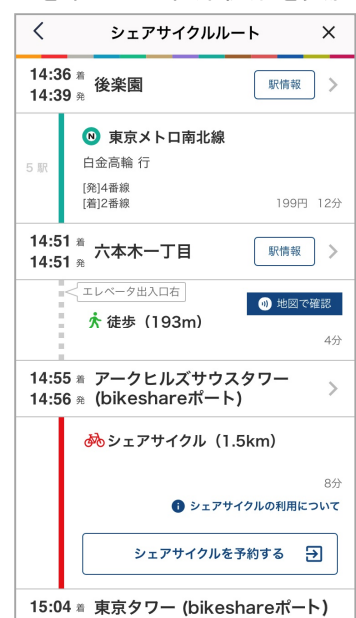 シェアサイクルルート
14:36 着
14:39 発
後楽園
駅情報
N 東京メトロ南北線
白金高輪 行
5 駅
[発]4番線
[着]2番線
199円 12分
14:51 着
14:51 発
六本木一丁目
駅情報
エレベータ出入口右
地図で確認
徒歩（193m）
4分
14:55 着
14:56 発
アークヒルズサウスタワー
(bikeshareポート)
シェアサイクル（1.5km）
8分
シェアサイクルの利用について
シェアサイクルを予約する
15:04 着 東京タワー (bikeshareポート)